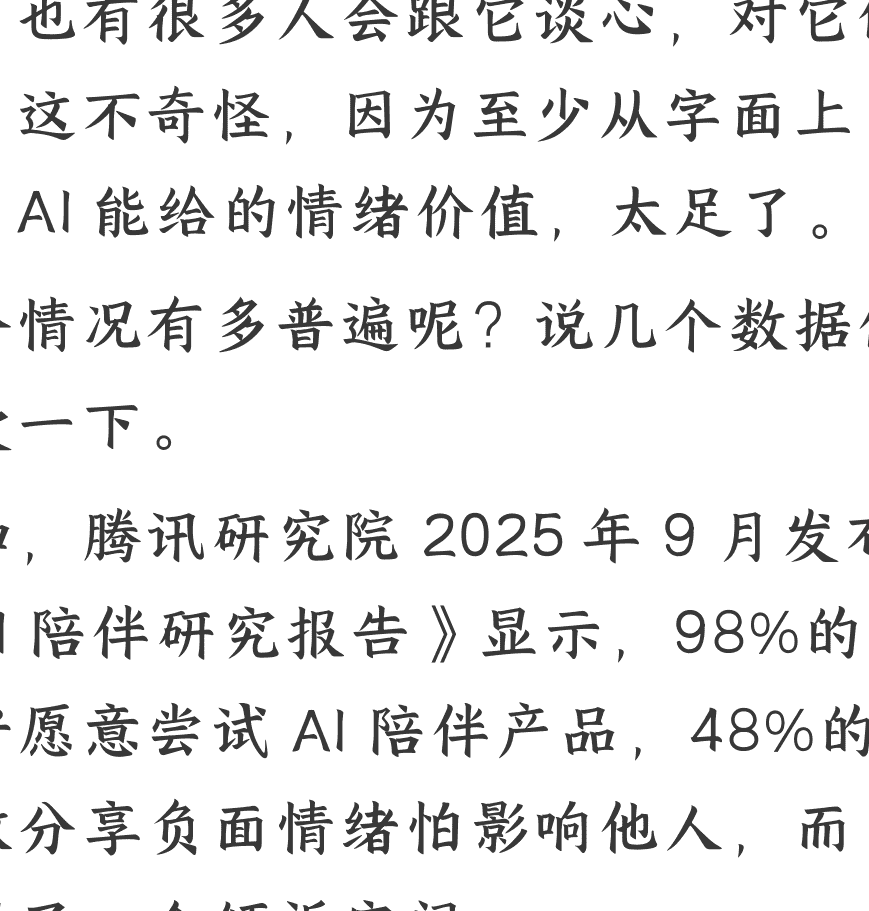 也有很多人会跟它谈心，对它
这不奇怪，因为至少从字面上
AI 能给的情绪价值，太足了。
情况有多普遍呢？说几个数据
一下。
，腾讯研究院 2025 年 9 月发布
陪伴研究报告》显示，98%的
愿意尝试 AI 陪伴产品，48%的
分享负面情绪怕影响他人，而